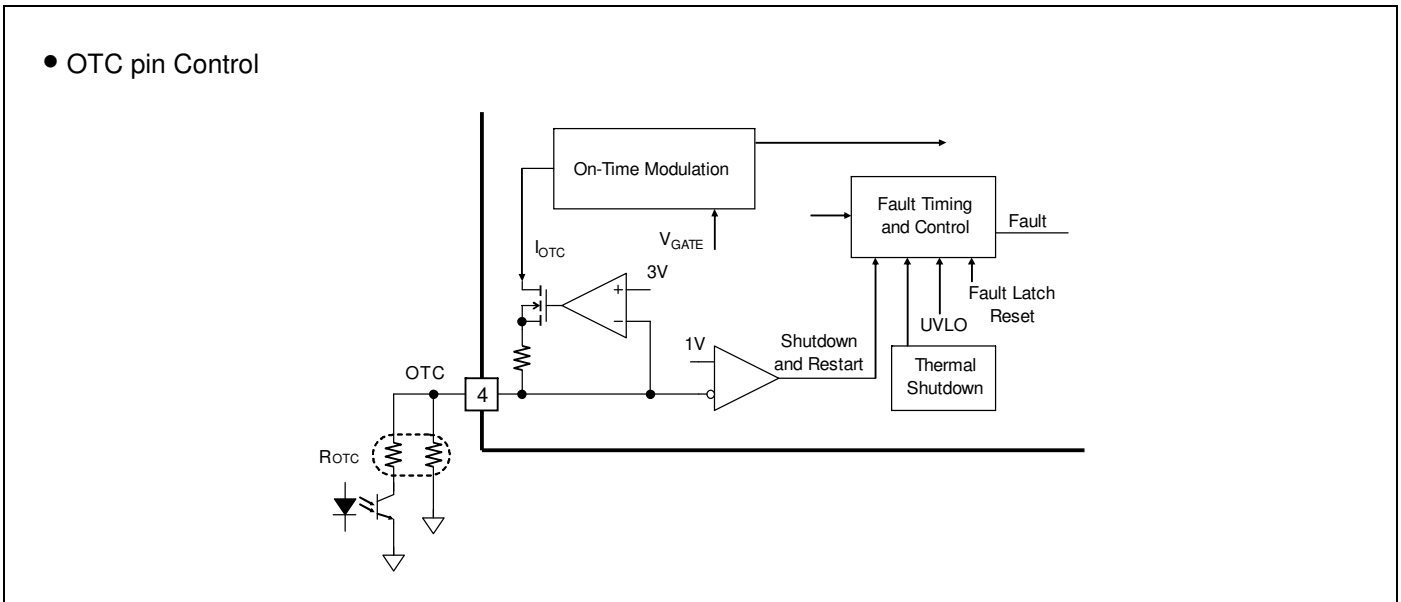 ● OTC pin Control
On-Time Modulation
Fault Timing
and Control
Fault
IOTC
VGATE
3V
+
−
Fault Latch
Reset
UVLO
1V
Shutdown
and Restart
Thermal
Shutdown
OTC
4
ROTC